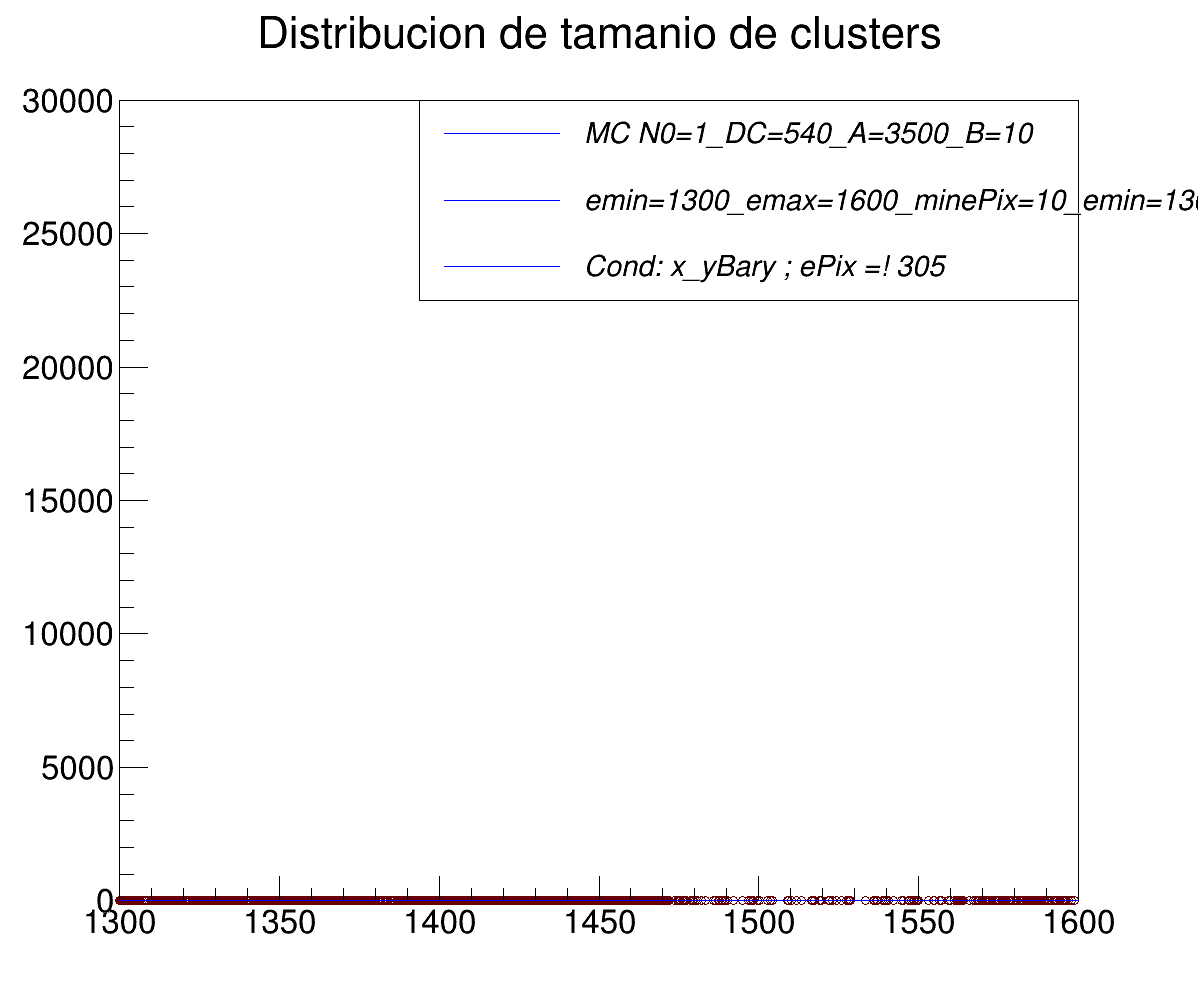 Distribucion de tamanio de clusters
30000
MC N0=1_DC=540_A=3500_B=10
emin=1300_emax=1600_minePix=10_emin=130
25000
Cond: x_yBary ; ePix =! 305
20000
15000
10000
5000
0
1300 1350 1400 1450 1500 1550 1600